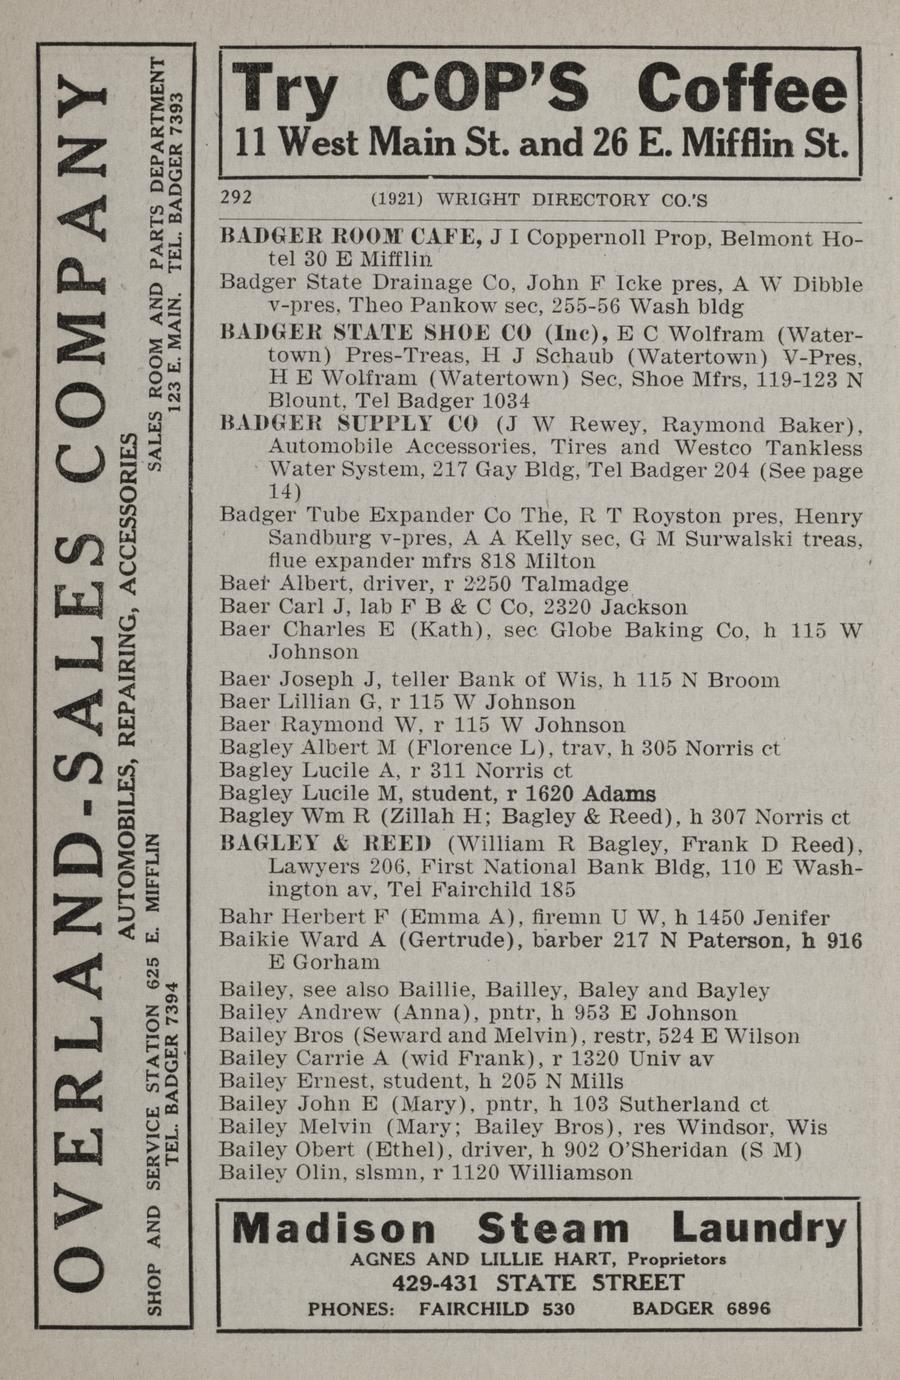 OVERLAND-SALES COMPANY
AUTOMOBILES, REPAIRING, ACCESSORIES
SHOP AND SERVICE STATION 625 E. MIFFLIN
TEL. BADGER 7394
SALES ROOM AND PARTS DEPARTMENT
123 E. MAIN. TEL. BADGER 7393
Try COP'S Coffee
11 West Main St. and 26 E. Mifflin St.
292 (1921) WRIGHT DIRECTORY CO.'S
BADGER ROOM CAFE, J I Coppernoll Prop, Belmont Ho-
tel 30 E Mifflin
Badger State Drainage Co, John F Icke pres, A W Dibble
v-pres, Theo Pankow sec, 255-56 Wash bldg
BADGER STATE SHOE CO (Inc), E C Wolfram (Water-
town) Pres-Treas, H J Schaub (Watertown) V-Pres,
H E Wolfram (Watertown) Sec, Shoe Mfrs, 119-123 N
Blount, Tel Badger 1034
BADGER SUPPLY CO (J W Rewey, Raymond Baker),
Automobile Accessories, Tires and Westco Tankless
Water System, 217 Gay Bldg, Tel Badger 204 (See page
14)
Badger Tube Expander Co The, R T Royston pres, Henry
Sandburg v-pres, A A Kelly sec, G M Surwalski treas,
flue expander mfrs 818 Milton
Baer Albert, driver, r 2250 Talmadge
Baer Carl J, lab F B & C Co, 2320 Jackson
Baer Charles E (Kath), sec Globe Baking Co, h 115 W
Johnson
Baer Joseph J, teller Bank of Wis, h 115 N Broom
Baer Lillian G, r 115 W Johnson
Baer Raymond W, r 115 W Johnson
Bagley Albert M (Florence L), trav, h 305 Norris ct
Bagley Lucile A, r 311 Norris ct
Bagley Lucile M, student, r 1620 Adams
Bagley Wm R (Zillah H; Bagley & Reed), h 307 Norris ct
BAGLEY & REED (William R Bagley, Frank D Reed),
Lawyers 206, First National Bank Bldg, 110 E Wash-
ington av, Tel Fairchild 185
Bahr Herbert F (Emma A), firemn U W, h 1450 Jenifer
Baikie Ward A (Gertrude), barber 217 N Paterson, h 916
E Gorham
Bailey, see also Baillie, Bailley, Baley and Bayley
Bailey Andrew (Anna), pntr, h 953 E Johnson
Bailey Bros (Seward and Melvin), restr, 524 E Wilson
Bailey Carrie A (wid Frank), r 1320 Univ av
Bailey Ernest, student, h 205 N Mills
Bailey John E (Mary), pntr, h 103 Sutherland ct
Bailey Melvin (Mary; Bailey Bros), res Windsor, Wis
Bailey Obert (Ethel), driver, h 902 O'Sheridan (S M)
Bailey Olin, slsmn, r 1120 Williamson
Madison Steam Laundry
AGNES AND LILLIE HART, Proprietors
429-431 STATE STREET
PHONES: FAIRCHILD 530 BADGER 6896